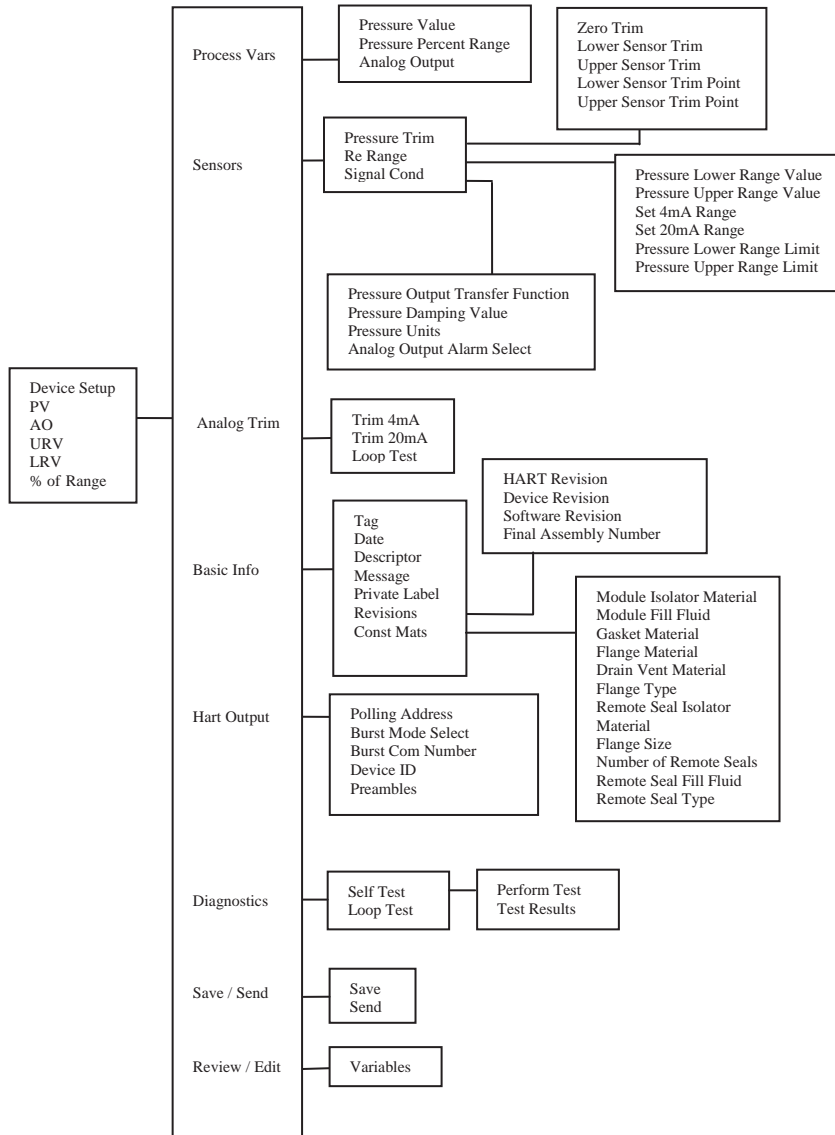 Device Setup
PV
AO
URV
LRV
% of Range
Process Vars
Pressure Value
Pressure Percent Range
Analog Output
Sensors
Pressure Trim
Re Range
Signal Cond
Zero Trim
Lower Sensor Trim
Upper Sensor Trim
Lower Sensor Trim Point
Upper Sensor Trim Point
Pressure Lower Range Value
Pressure Upper Range Value
Set 4mA Range
Set 20mA Range
Pressure Lower Range Limit
Pressure Upper Range Limit
Pressure Output Transfer Function
Pressure Damping Value
Pressure Units
Analog Output Alarm Select
Analog Trim
Trim 4mA
Trim 20mA
Loop Test
Basic Info
Tag
Date
Descriptor
Message
Private Label
Revisions
Const Mats
HART Revision
Device Revision
Software Revision
Final Assembly Number
Module Isolator Material
Module Fill Fluid
Gasket Material
Flange Material
Drain Vent Material
Flange Type
Remote Seal Isolator
Material
Flange Size
Number of Remote Seals
Remote Seal Fill Fluid
Remote Seal Type
Hart Output
Polling Address
Burst Mode Select
Burst Com Number
Device ID
Preambles
Diagnostics
Self Test
Loop Test
Perform Test
Test Results
Save / Send
Save
Send
Review / Edit
Variables